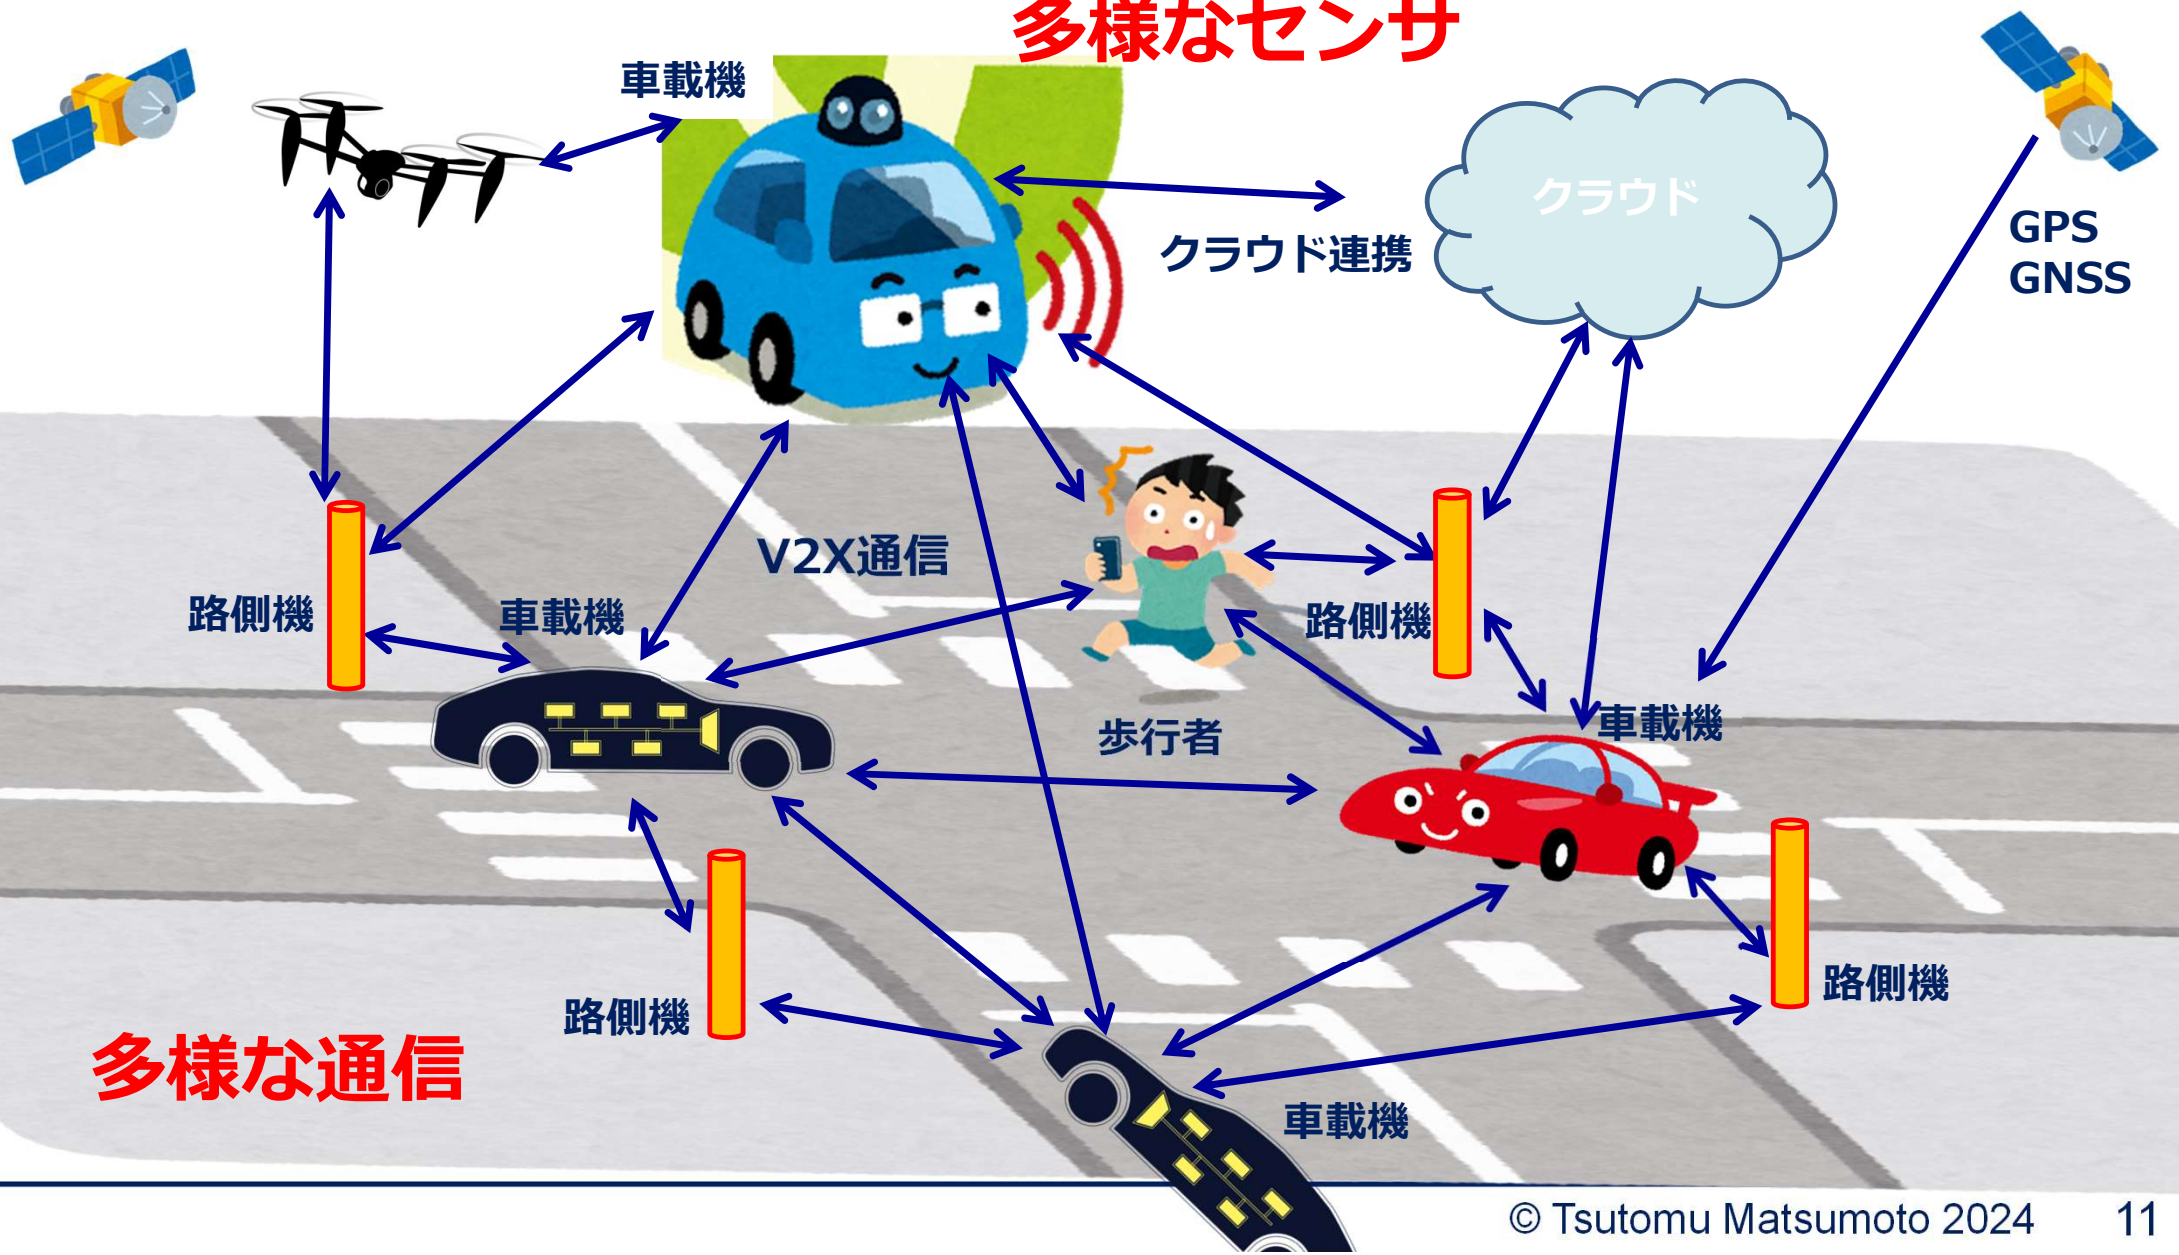 多様なセンサ
車載機
クラウド
GPS
GNSS
クラウド連携
V2X通信
路側機
車載機
路側機
歩行者
車載機
路側機
路側機
多様な通信
車載機
© Tsutomu Matsumoto 2024 11